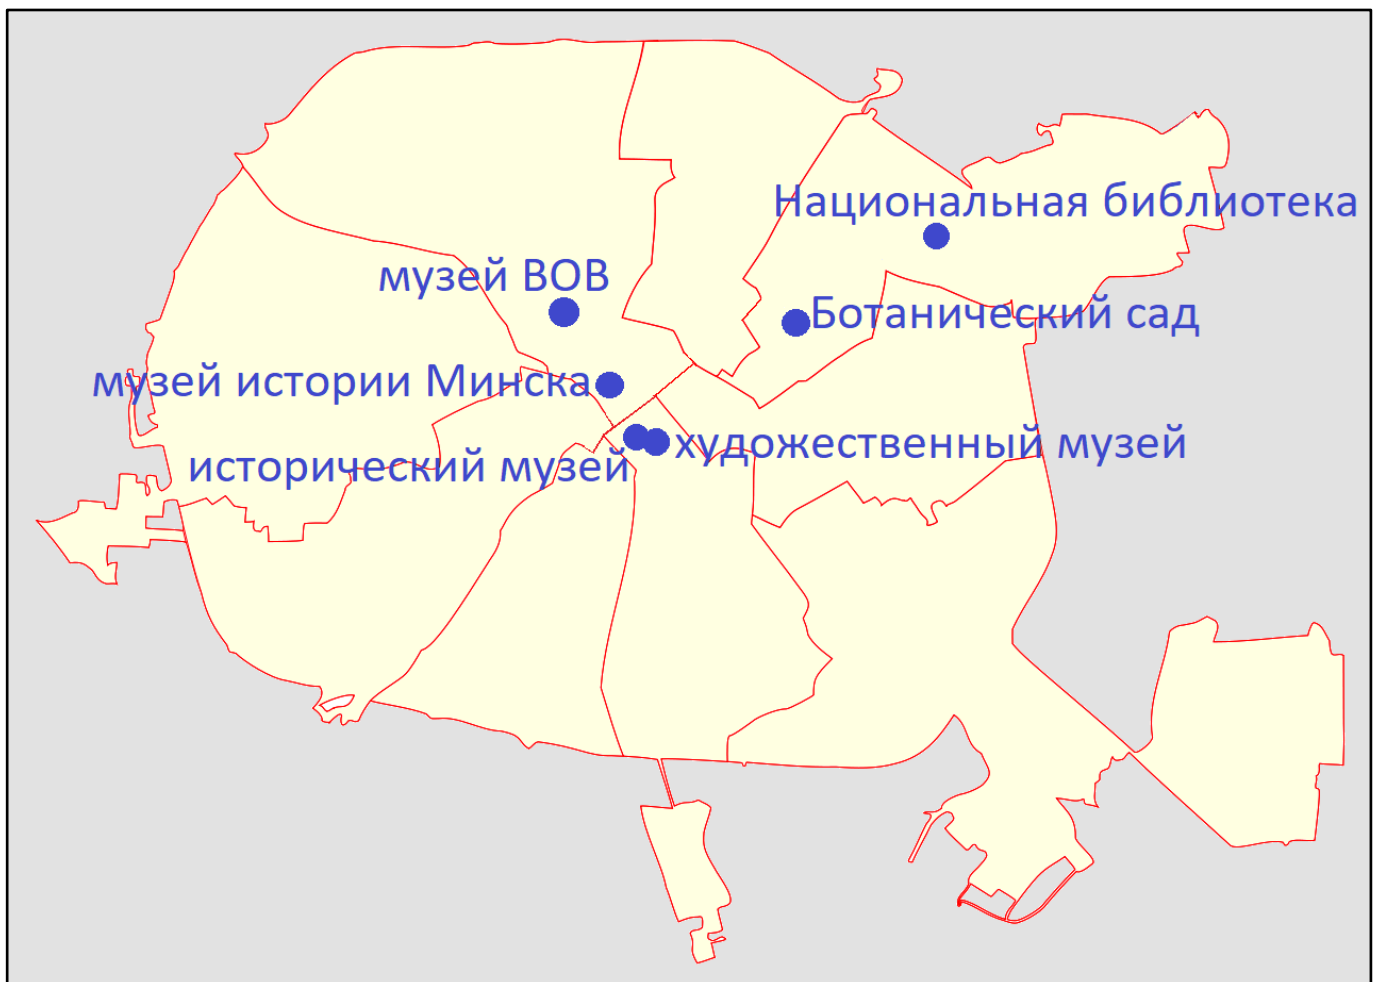 Национальная библиотека
музей ВОВ
Ботанический сад
музей истории Минска
художественный музей
исторический музей